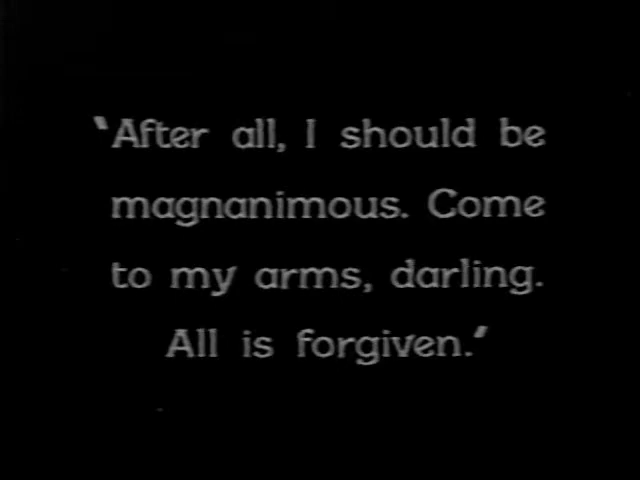 "After all, I should be
magnanimous. Come
to my arms, darling.
All is forgiven."